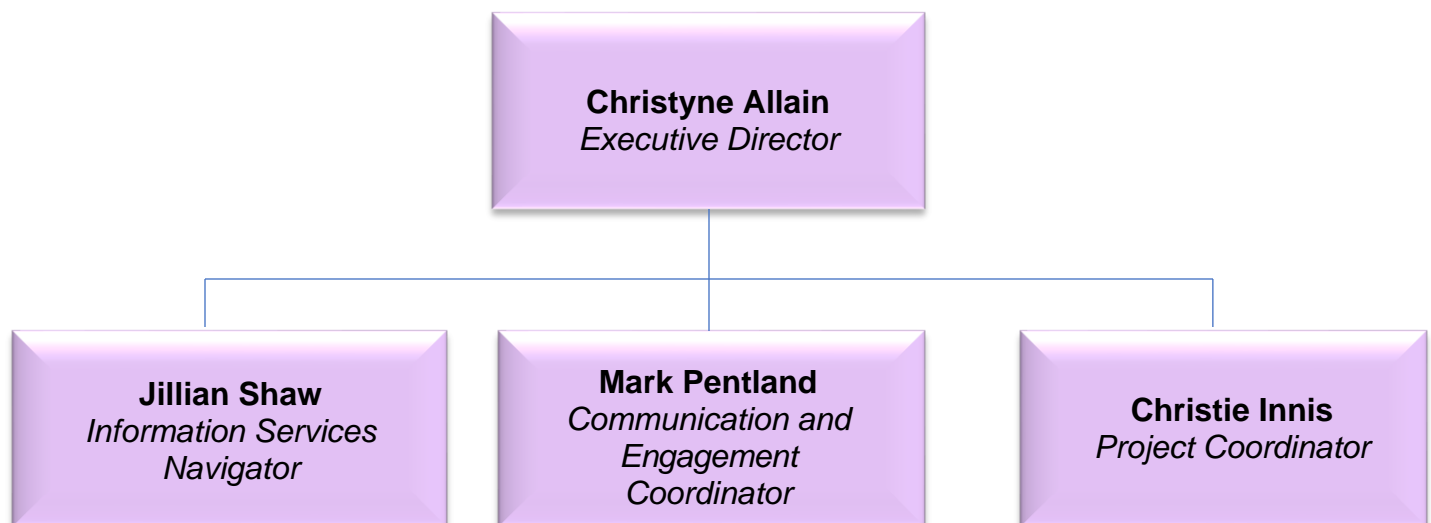 Christyne Allain
Executive Director
Jillian Shaw
Information Services
Navigator
Mark Pentland
Communication and
Engagement
Coordinator
Christie Innis
Project Coordinator